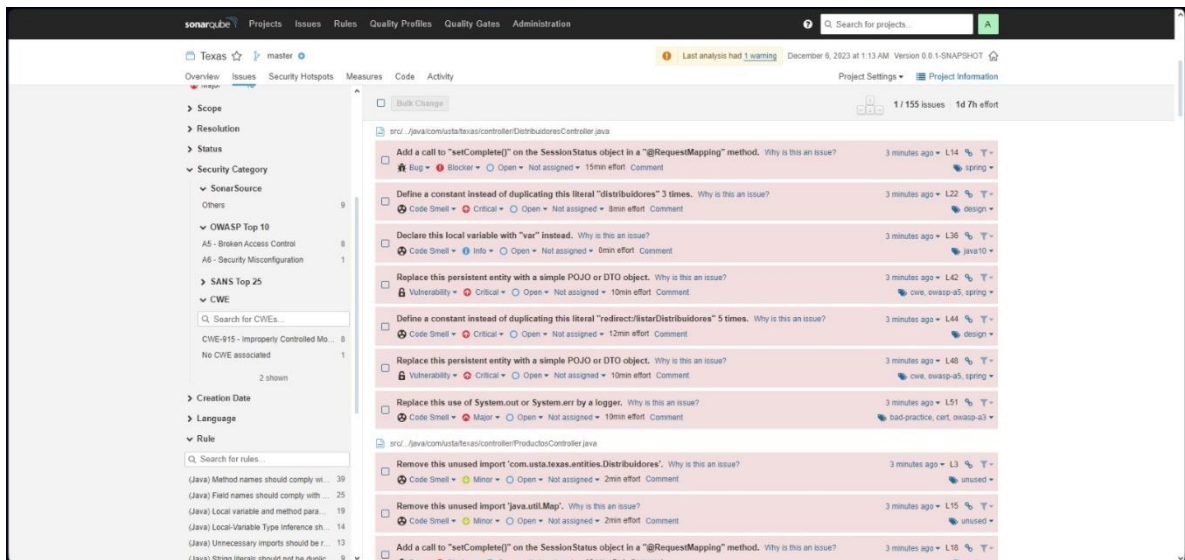 sonarqube Projects Issues Rules Quality Profiles Quality Gates Administration Search for projects... A
Texas master Last analysis had 1 warning December 6, 2023 at 1:13 AM Version 0.0.1-SNAPSHOT
Overview Issues Security Hotspots Measures Code Activity Project Settings Project Information
Major
Scope
Resolution
Status
Security Category
SonarSource
Others 9
OWASP Top 10
A5 - Broken Access Control 8
A6 - Security Misconfiguration 1
SANS Top 25
CWE
Search for CWEs...
CWE-915 - Improperly Controlled Mo... 8
No CWE associated 1
2 shown
Creation Date
Language
Rule
Search for rules...
(Java) Method names should comply wi... 39
(Java) Field names should comply with ... 25
(Java) Local variable and method para... 19
(Java) Local-Variable Type Inference sh... 14
(Java) Unnecessary imports should be r... 13
(Java) String literals should not be duplic... 9
Bulk Change 1 / 155 issues 1d 7h effort
src/.../java/com/usta/texas/controller/DistribuidoresController.java
Add a call to "setComplete()" on the SessionStatus object in a "@RequestMapping" method. Why is this an issue? 3 minutes ago L14
Bug Blocker Open Not assigned 15min effort Comment spring
Define a constant instead of duplicating this literal "distribuidores" 3 times. Why is this an issue? 3 minutes ago L22
Code Smell Critical Open Not assigned 8min effort Comment design
Declare this local variable with "var" instead. Why is this an issue? 3 minutes ago L36
Code Smell Info Open Not assigned 0min effort Comment java10
Replace this persistent entity with a simple POJO or DTO object. Why is this an issue? 3 minutes ago L42
Vulnerability Critical Open Not assigned 10min effort Comment cwe, owasp-a5, spring
Define a constant instead of duplicating this literal "redirect:/listarDistribuidores" 5 times. Why is this an issue? 3 minutes ago L44
Code Smell Critical Open Not assigned 12min effort Comment design
Replace this persistent entity with a simple POJO or DTO object. Why is this an issue? 3 minutes ago L48
Vulnerability Critical Open Not assigned 10min effort Comment cwe, owasp-a5, spring
Replace this use of System.out or System.err by a logger. Why is this an issue? 3 minutes ago L51
Code Smell Major Open Not assigned 10min effort Comment bad-practice, cert, owasp-a3
src/.../java/com/usta/texas/controller/ProductosController.java
Remove this unused import 'com.usta.texas.entities.Distribuidores'. Why is this an issue? 3 minutes ago L3
Code Smell Minor Open Not assigned 2min effort Comment unused
Remove this unused import 'java.util.Map'. Why is this an issue? 3 minutes ago L15
Code Smell Minor Open Not assigned 2min effort Comment unused
Add a call to "setComplete()" on the SessionStatus object in a "@RequestMapping" method. Why is this an issue? 3 minutes ago L18